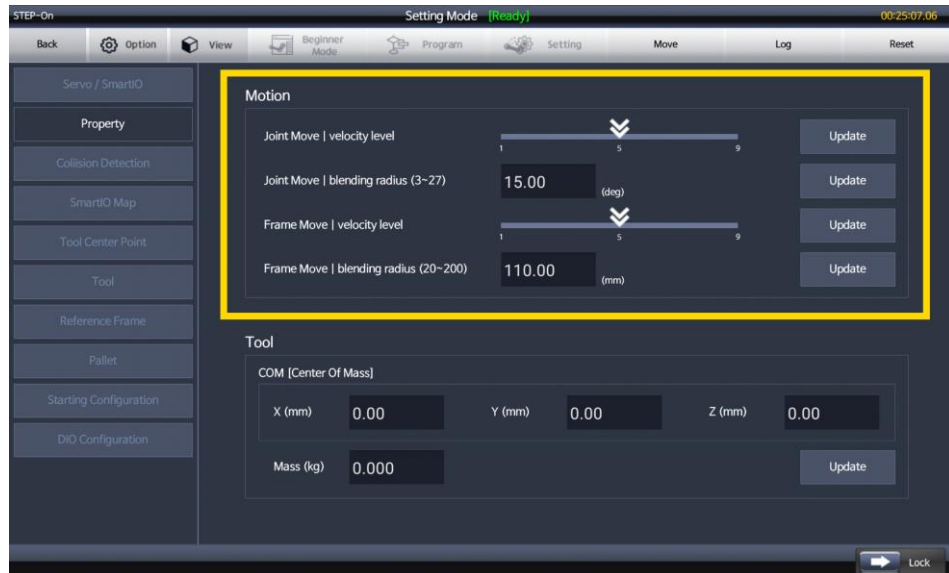 STEP-On Setting Mode [Ready] 00:25:07.06
Back Option View Beginner Mode Program Setting Move Log Reset
Servo / SmartIO
Property
Collision Detection
SmartIO Map
Tool Center Point
Tool
Reference Frame
Pallet
Starting Configuration
DIO Configuration
Motion
Joint Move | velocity level 1 5 9 Update
Joint Move | blending radius (3~27) 15.00 (deg) Update
Frame Move | velocity level 1 5 9 Update
Frame Move | blending radius (20~200) 110.00 (mm) Update
Tool
COM [Center Of Mass]
X (mm) 0.00 Y (mm) 0.00 Z (mm) 0.00
Mass (kg) 0.000 Update
Lock